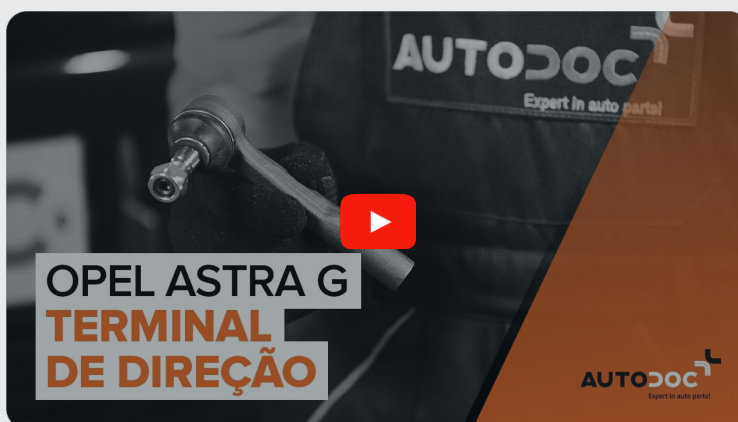 AUTODOC
Expert in auto parts!
OPEL ASTRA G
TERMINAL
DE DIREÇÃO
AUTODOC
Expert in auto parts!